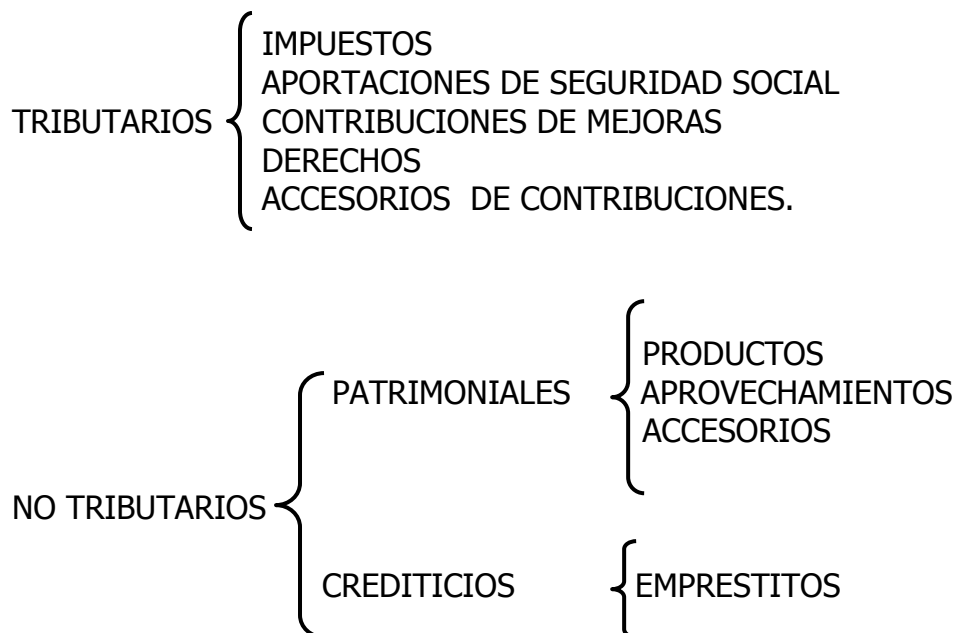 IMPUESTOS
APORTACIONES DE SEGURIDAD SOCIAL
TRIBUTARIOS
CONTRIBUCIONES DE MEJORAS
DERECHOS
ACCESORIOS DE CONTRIBUCIONES.
PRODUCTOS
PATRIMONIALES
APROVECHAMIENTOS
ACCESORIOS
NO TRIBUTARIOS
CREDITICIOS
EMPRESTITOS